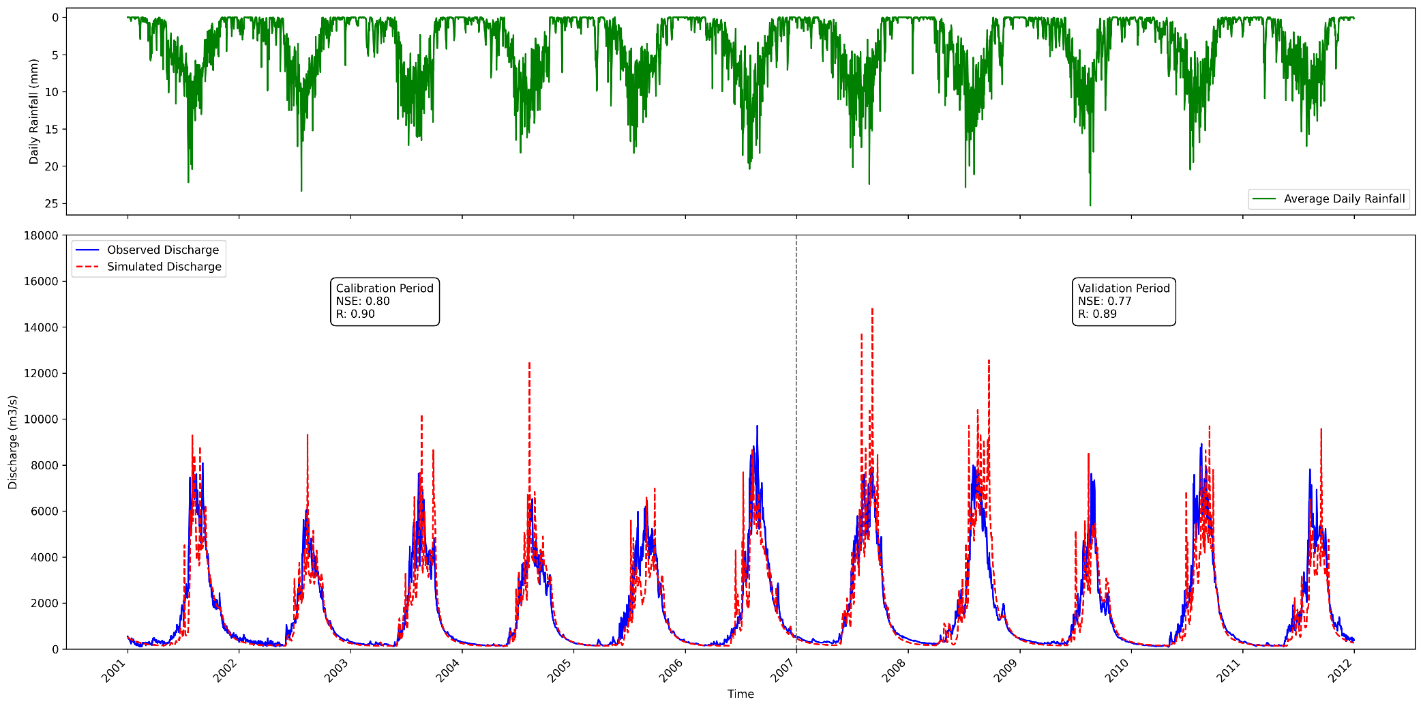 0
5
10
15
20
25
Daily Rainfall (mm)
Average Daily Rainfall
18000
16000
14000
12000
10000
8000
6000
4000
2000
0
Discharge (m3/s)
Observed Discharge
Simulated Discharge
Calibration Period
NSE: 0.80
R: 0.90
Validation Period
NSE: 0.77
R: 0.89
2001
2002
2003
2004
2005
2006
2007
2008
2009
2010
2011
2012
Time